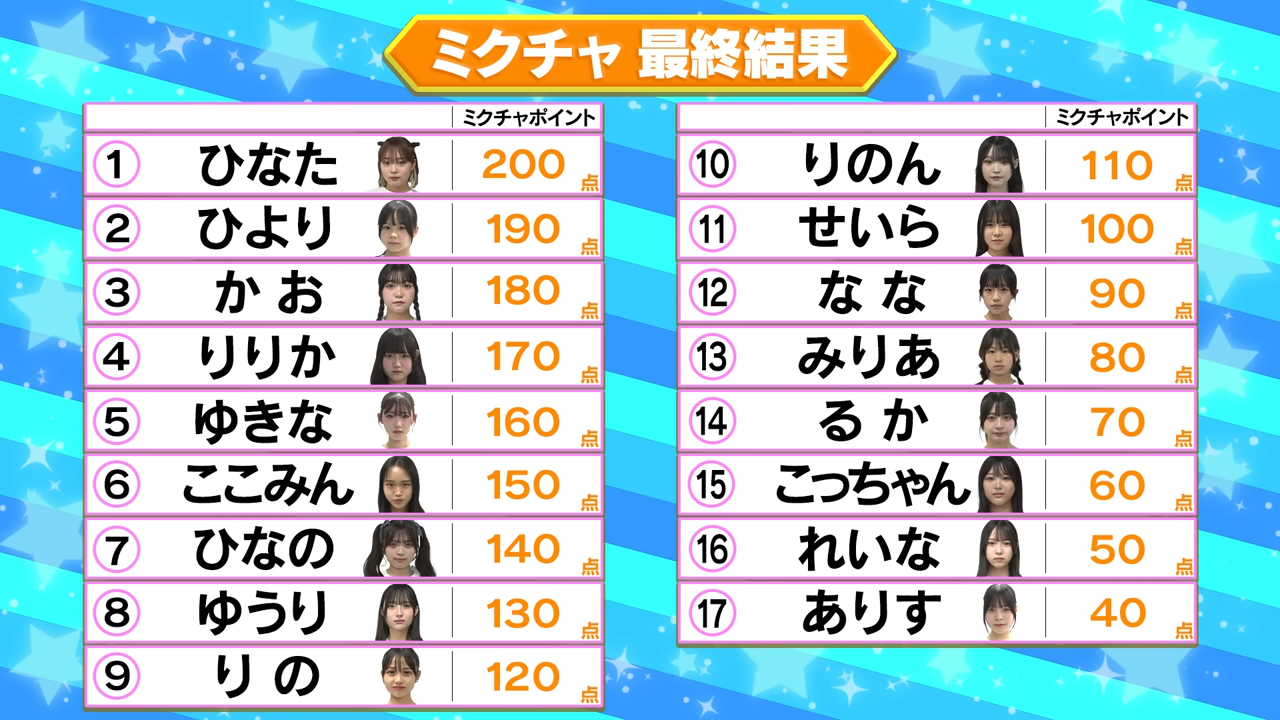 ミクチャ 最終結果
ミクチャポイント
1 ひなた 200点
2 ひより 190点
3 かお 180点
4 りりか 170点
5 ゆきな 160点
6 ここみん 150点
7 ひなの 140点
8 ゆうり 130点
9 りの 120点
ミクチャポイント
10 りのん 110点
11 せいら 100点
12 なな 90点
13 みりあ 80点
14 るか 70点
15 こっちゃん 60点
16 れいな 50点
17 ありす 40点